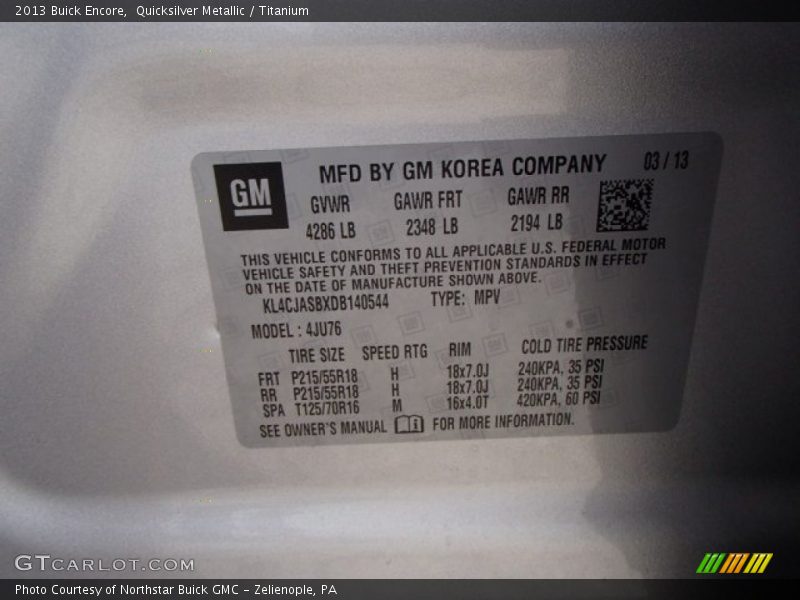 2013 Buick Encore, Quicksilver Metallic / Titanium
GM MFD BY GM KOREA COMPANY 03 / 13
GVWR GAWR FRT GAWR RR
4286 LB 2348 LB 2194 LB
THIS VEHICLE CONFORMS TO ALL APPLICABLE U.S. FEDERAL MOTOR
VEHICLE SAFETY AND THEFT PREVENTION STANDARDS IN EFFECT
ON THE DATE OF MANUFACTURE SHOWN ABOVE.
KL4CJASBXDB140544 TYPE: MPV
MODEL : 4JU76
TIRE SIZE SPEED RTG RIM COLD TIRE PRESSURE
FRT P215/55R18 H 18x7.0J 240KPA, 35 PSI
RR P215/55R18 H 18x7.0J 240KPA, 35 PSI
SPA T125/70R16 M 16x4.0T 420KPA, 60 PSI
SEE OWNER'S MANUAL FOR MORE INFORMATION.
GTCARLOT.COM
Photo Courtesy of Northstar Buick GMC - Zelienople, PA